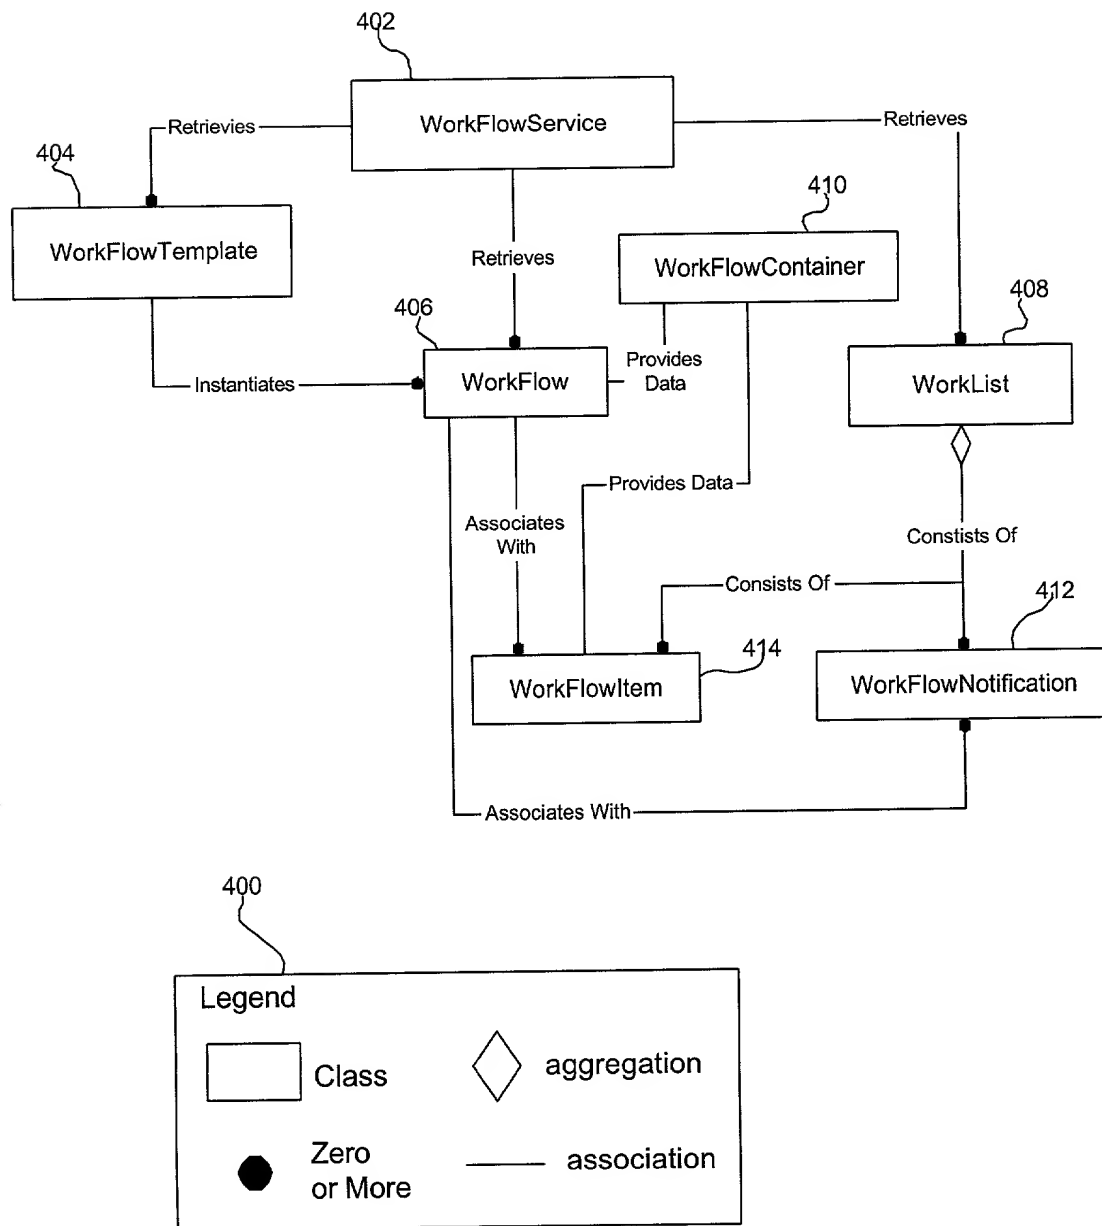 402
WorkFlowService
Retrievies
Retrieves
404
WorkFlowTemplate
410
WorkFlowContainer
Retrieves
408
406
WorkFlow
Provides
Data
WorkList
Instantiates
Provides Data
Associates
With
Constists Of
Consists Of
412
414
WorkFlowItem
WorkFlowNotification
Associates With
400
Legend
Class
aggregation
Zero
or More
association